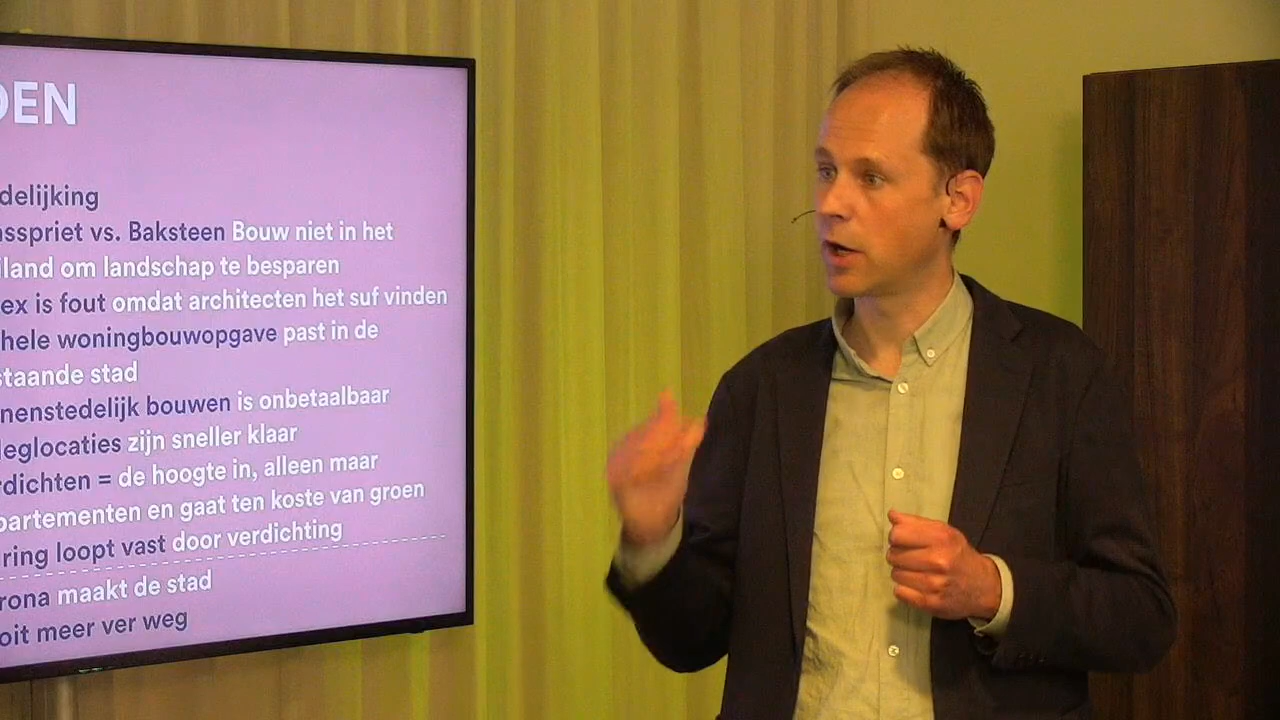 DEN
delijking
sspriet vs. Baksteen Bouw niet in het
iland om landschap te besparen
ex is fout omdat architecten het suf vinden
hele woningbouwopgave past in de
staande stad
nenstedelijk bouwen is onbetaalbaar
leglocaties zijn sneller klaar
rdichten = de hoogte in, alleen maar
partementen en gaat ten koste van groen
ring loopt vast door verdichting
rona maakt de stad
oit meer ver weg